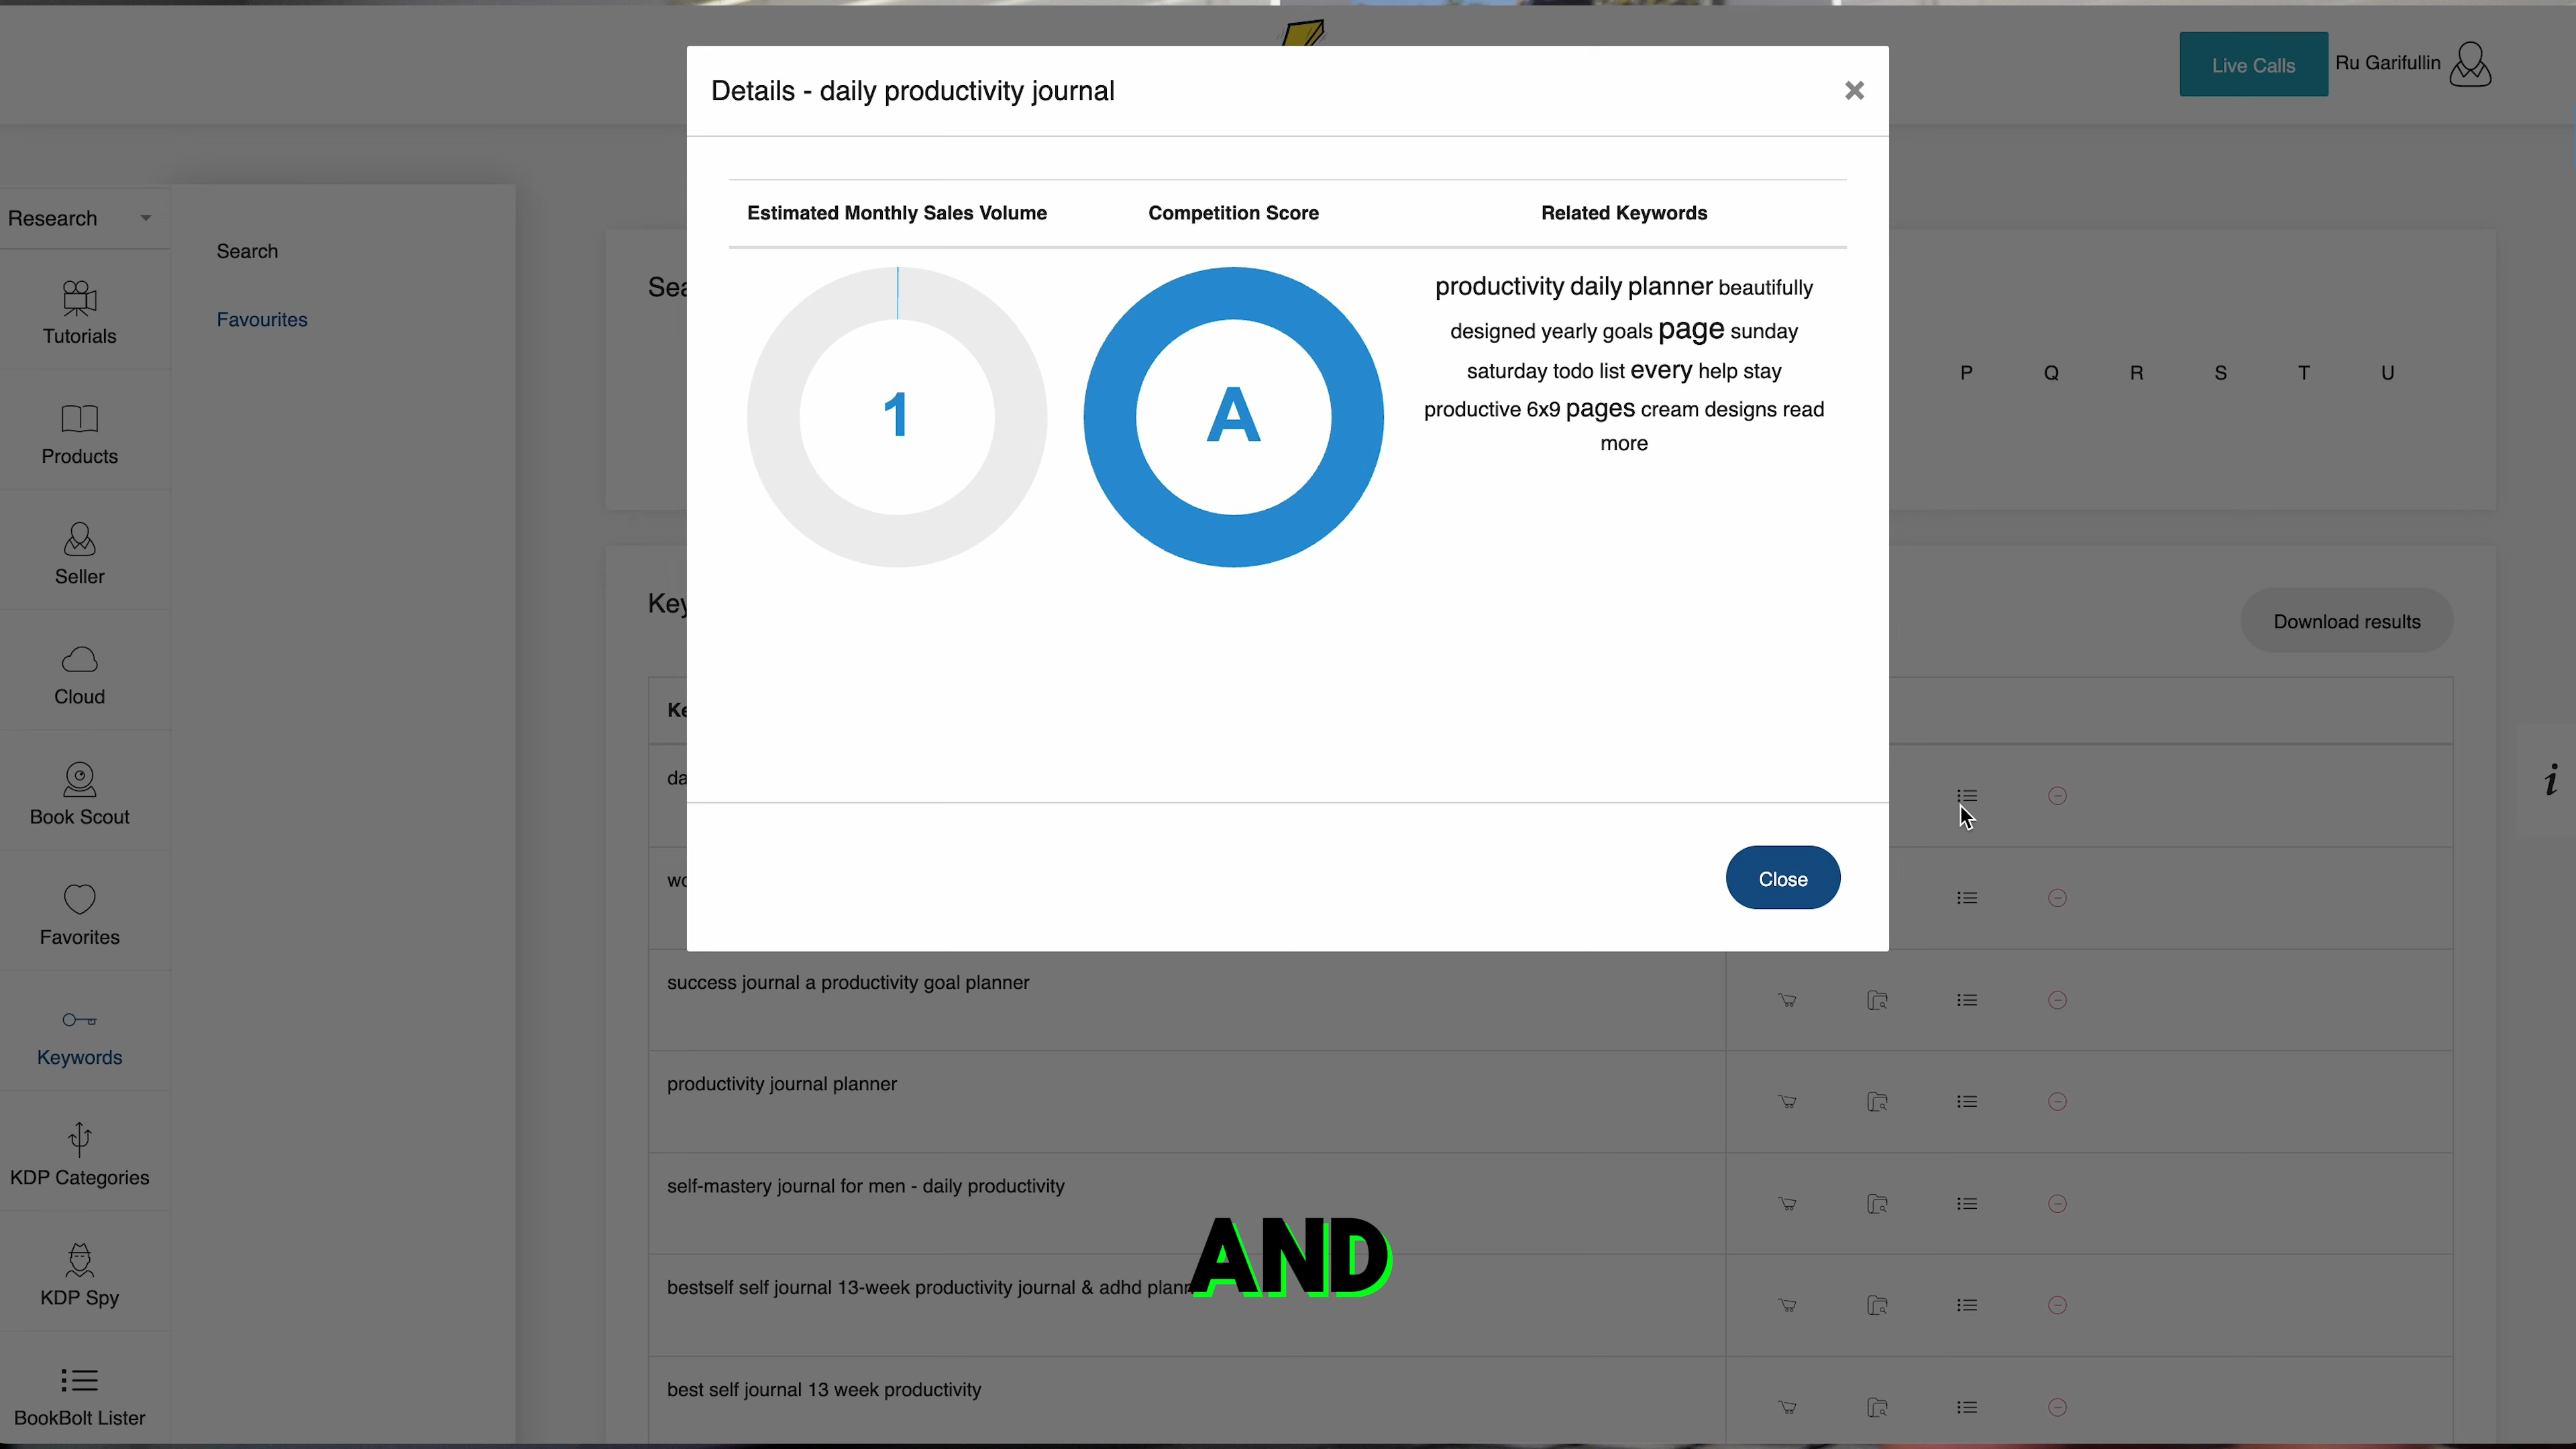 Live Calls
Ru Garifullin
Details - daily productivity journal
Estimated Monthly Sales Volume
Competition Score
Related Keywords
1
A
productivity daily planner beautifully
designed yearly goals page sunday
saturday todo list every help stay
productive 6x9 pages cream designs read
more
Close
Research
Tutorials
Products
Seller
Cloud
Book Scout
Favorites
Keywords
KDP Categories
KDP Spy
BookBolt Lister
Search
Favourites
P Q R S T U
Download results
success journal a productivity goal planner
productivity journal planner
self-mastery journal for men - daily productivity
bestself self journal 13-week productivity journal & adhd
best self journal 13 week productivity
AND
i